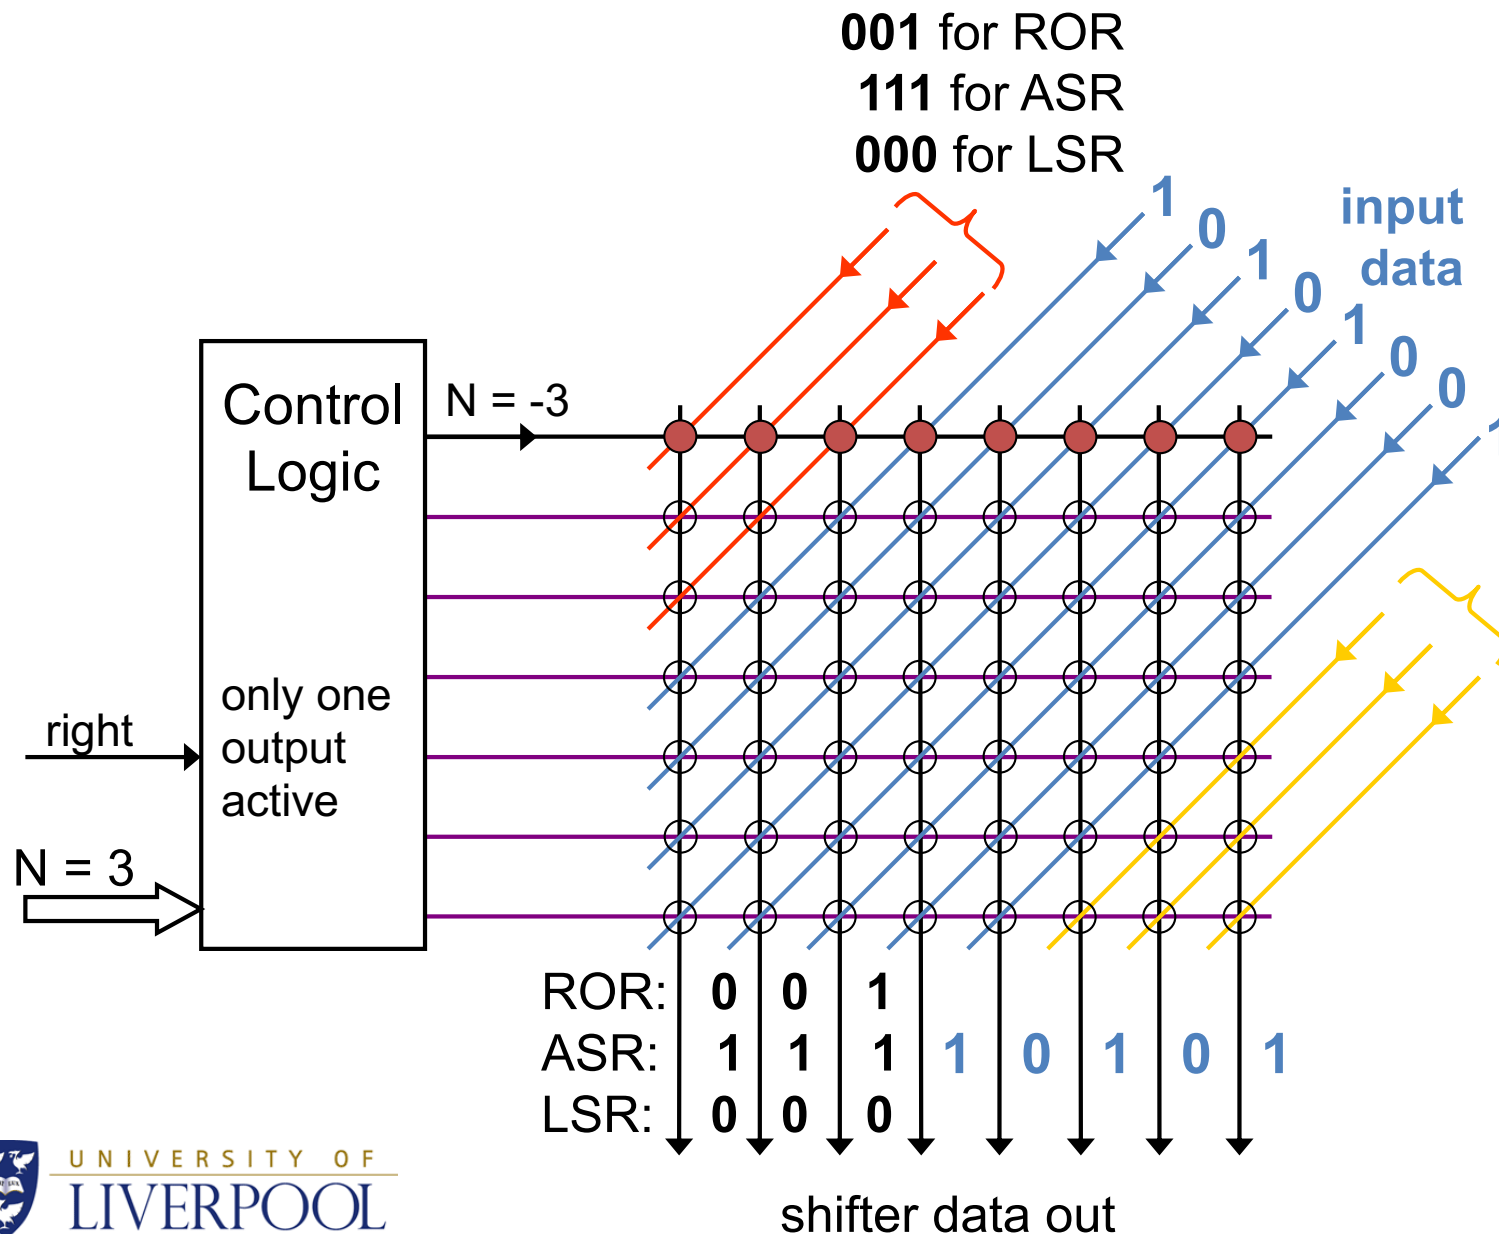 001 for ROR
111 for ASR
000 for LSR
1 0 1 0 1 0 0
input
data
Control
Logic
N = -3
only one
output
active
right
N = 3
ROR: 0 0 1
ASR: 1 1 1 1 0 1 0 1
LSR: 0 0 0
shifter data out
UNIVERSITY OF
LIVERPOOL